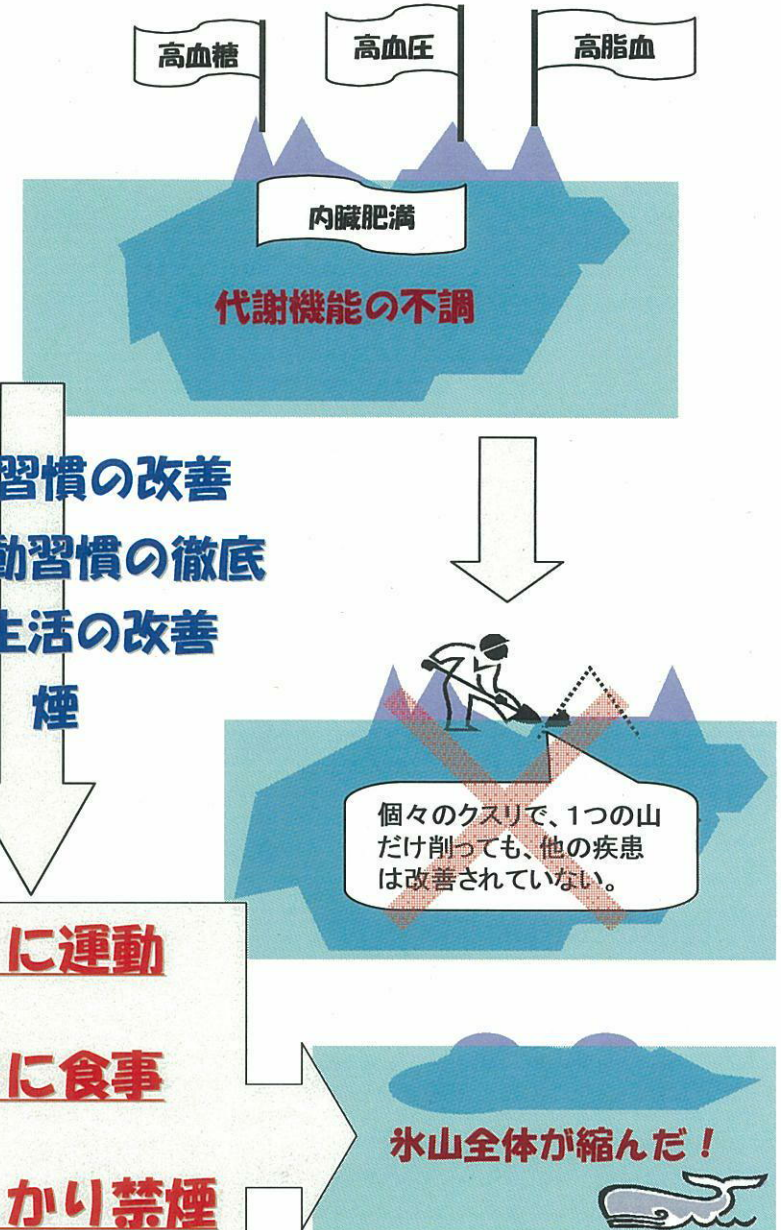 高血糖
高血圧
高脂血
内臓肥満
代謝機能の不調
習慣の改善
動習慣の徹底
生活の改善
煙
個々のクスリで、1つの山
だけ削っても、他の疾患
は改善されていない。
に運動
に食事
かり禁煙
氷山全体が縮んだ!